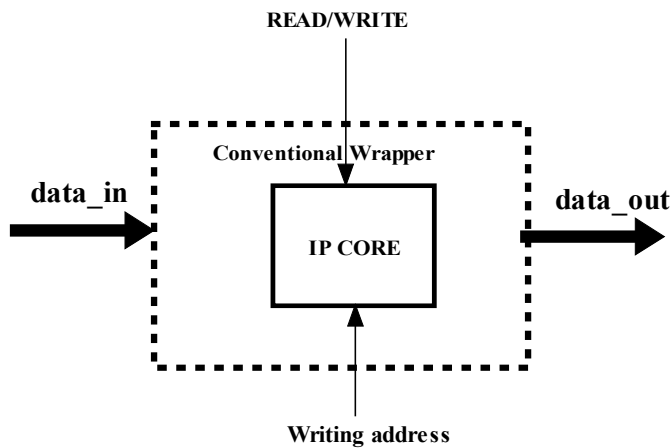 READ/WRITE
Conventional Wrapper
data_in
data_out
IP CORE
Writing address